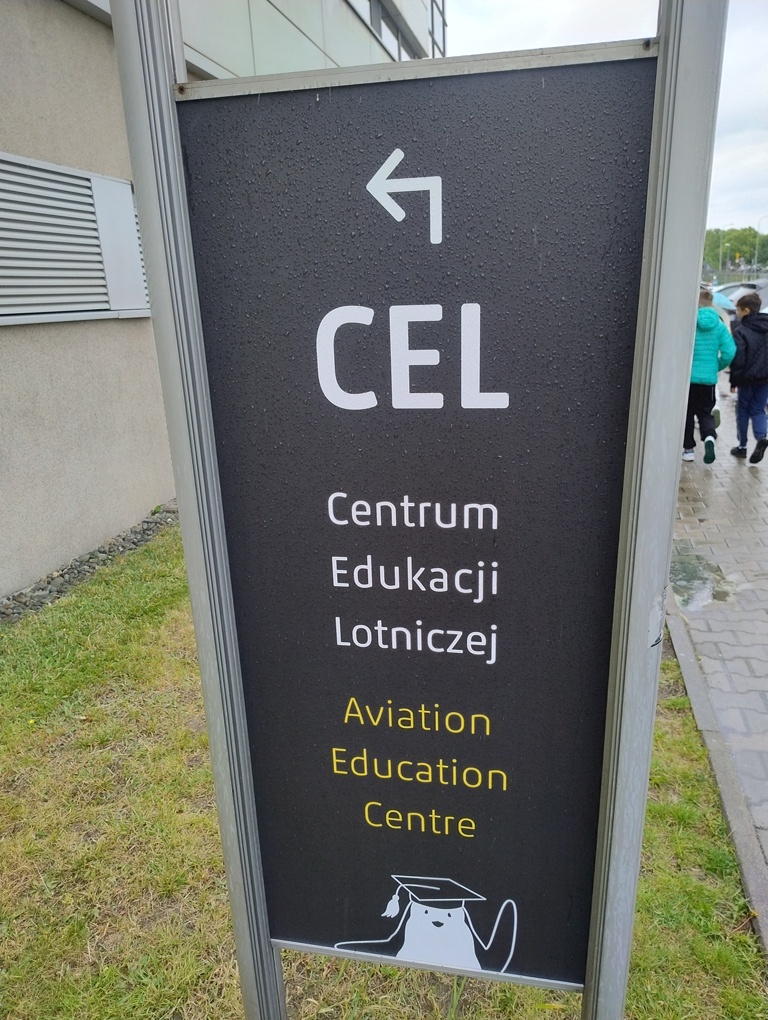 CEL
Centrum
Edukacji
Lotniczej
Aviation
Education
Centre